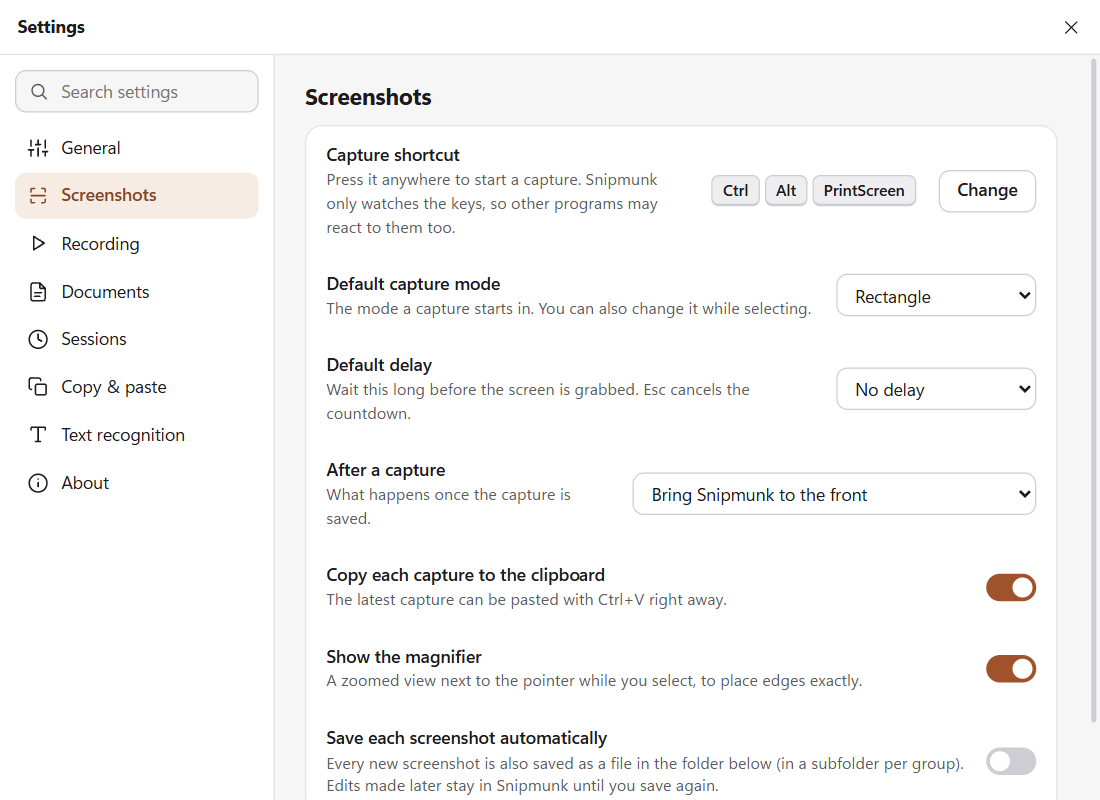 Settings
Search settings
General
Screenshots
Recording
Documents
Sessions
Copy & paste
Text recognition
About
Screenshots
Capture shortcut
Press it anywhere to start a capture. Snipmunk
only watches the keys, so other programs may
react to them too.
Ctrl Alt PrintScreen Change
Default capture mode
The mode a capture starts in. You can also change it while selecting.
Rectangle
Default delay
Wait this long before the screen is grabbed. Esc cancels the
countdown.
No delay
After a capture
What happens once the capture is
saved.
Bring Snipmunk to the front
Copy each capture to the clipboard
The latest capture can be pasted with Ctrl+V right away.
Show the magnifier
A zoomed view next to the pointer while you select, to place edges exactly.
Save each screenshot automatically
Every new screenshot is also saved as a file in the folder below (in a subfolder per group).
Edits made later stay in Snipmunk until you save again.